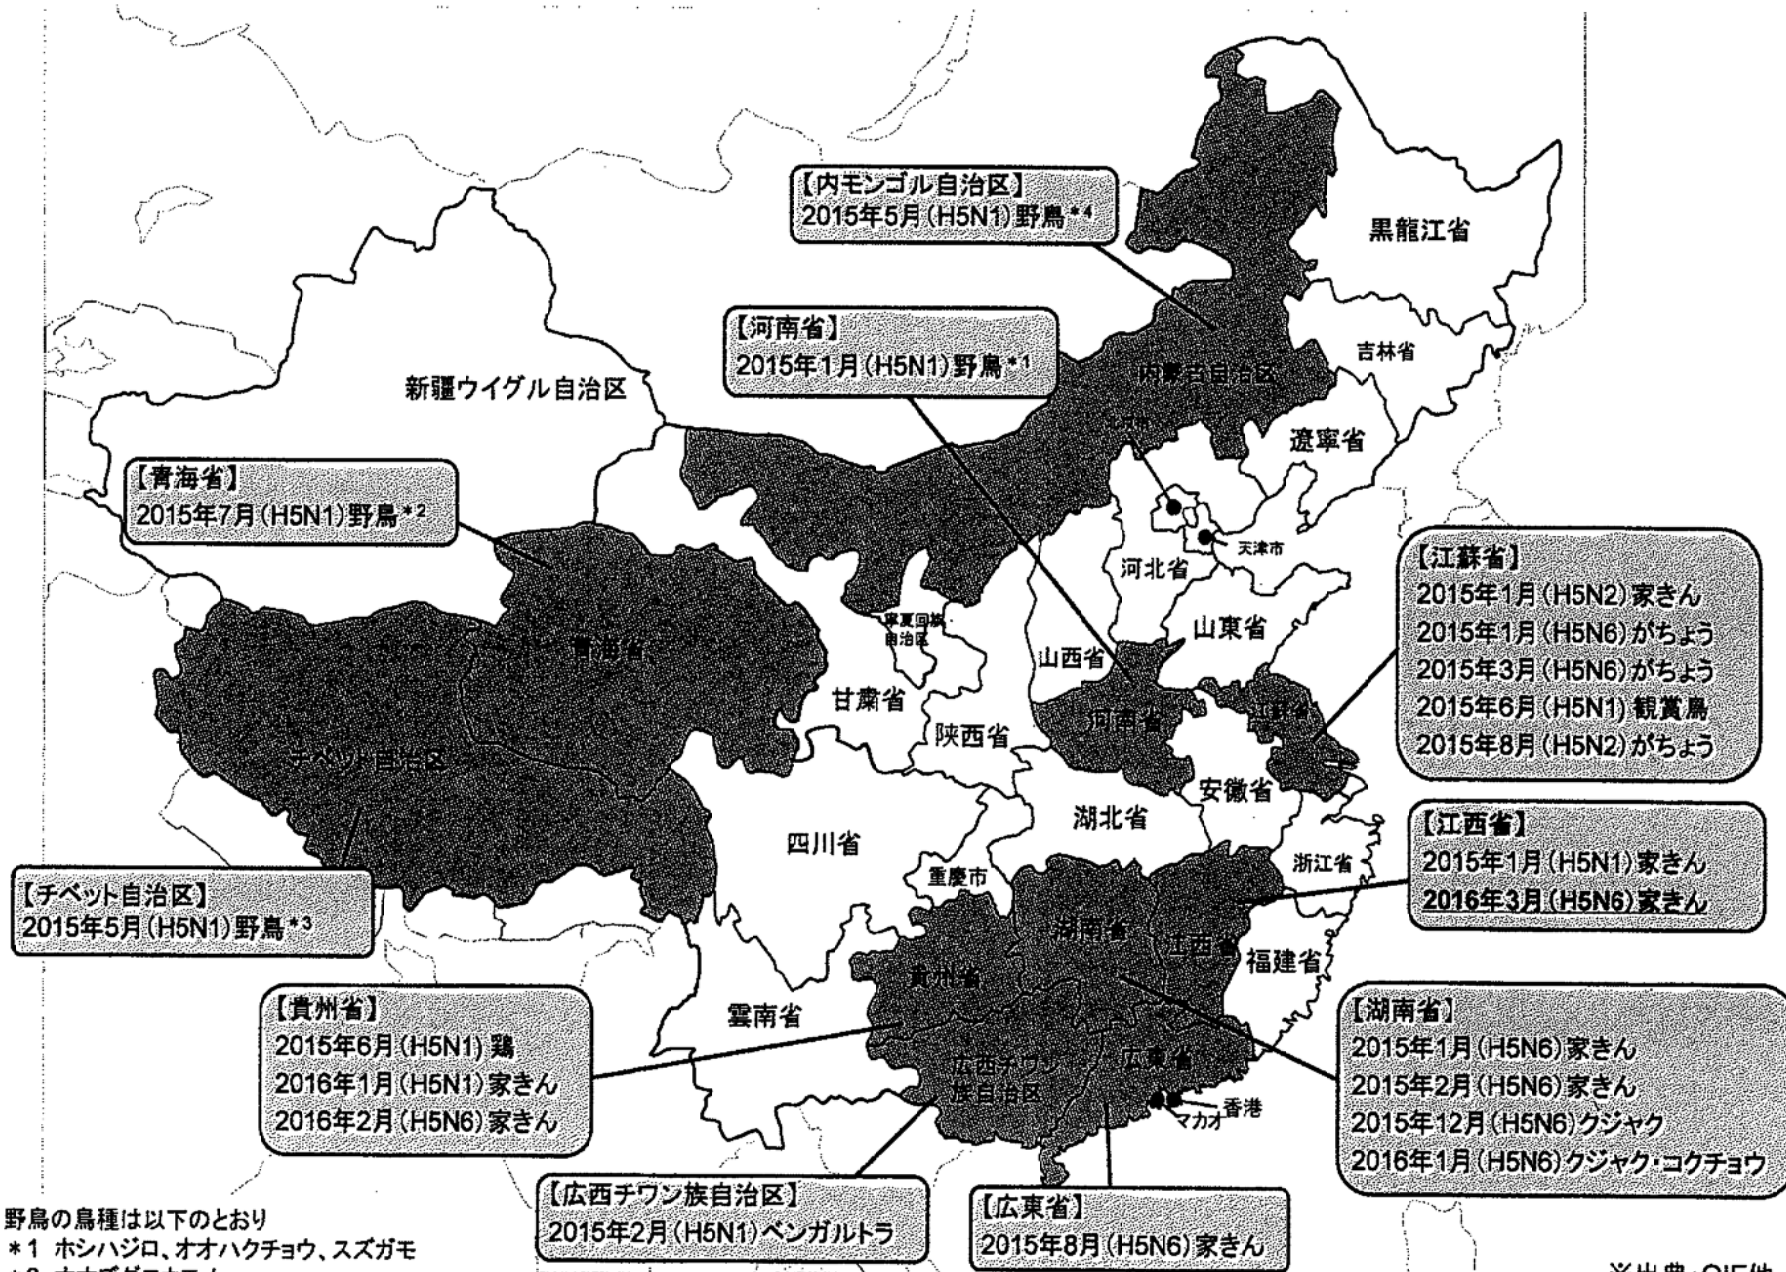 【内モンゴル自治区】
2015年5月(H5N1)野鳥*4
黒龍江省
【河南省】
2015年1月(H5N1)野鳥*1
吉林省
新疆ウイグル自治区
内蒙古自治区
北京市
遼寧省
【青海省】
2015年7月(H5N1)野鳥*2
天津市
河北省
【江蘇省】
2015年1月(H5N2)家きん
2015年1月(H5N6)がちょう
2015年3月(H5N6)がちょう
2015年6月(H5N1)観賞鳥
2015年8月(H5N2)がちょう
寧夏回族
自治区
山東省
青海省
山西省
甘粛省
河南省
江蘇省
陝西省
チベット自治区
安徽省
湖北省
四川省
重慶市
浙江省
【江西省】
2015年1月(H5N1)家きん
2016年3月(H5N6)家きん
【チベット自治区】
2015年5月(H5N1)野鳥*3
湖南省
江西省
福建省
貴州省
雲南省
【貴州省】
2015年6月(H5N1)鶏
2016年1月(H5N1)家きん
2016年2月(H5N6)家きん
【湖南省】
2015年1月(H5N6)家きん
2015年2月(H5N6)家きん
2015年12月(H5N6)クジャク
2016年1月(H5N6)クジャク・コクチョウ
広西チワン
族自治区
広東省
香港
マカオ
【広西チワン族自治区】
2015年2月(H5N1)ベンガルトラ
【広東省】
2015年8月(H5N6)家きん
野鳥の鳥種は以下のとおり
*1 ホシハジロ、オオハクチョウ、スズガモ
※出典:OIE他